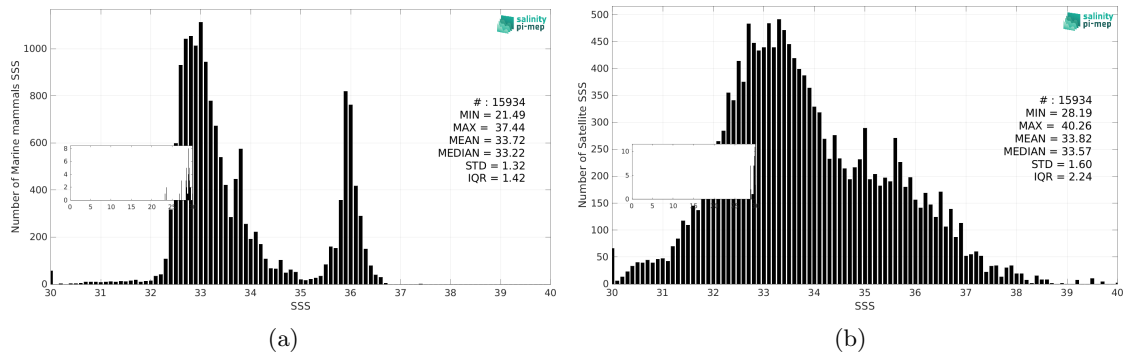 salinity
pi-mep
Number of Marine mammals SSS
1000
800
600
400
200
0
# : 15934
MIN = 21.49
MAX = 37.44
MEAN = 33.72
MEDIAN = 33.22
STD = 1.32
IQR = 1.42
8
6
4
2
0
0 5 10 15 20 25
30 31 32 33 34 35 36 37 38 39 40
SSS
(a)
salinity
pi-mep
Number of Satellite SSS
500
450
400
350
300
250
200
150
100
50
0
# : 15934
MIN = 28.19
MAX = 40.26
MEAN = 33.82
MEDIAN = 33.57
STD = 1.60
IQR = 2.24
10
5
0
0 5 10 15 20 25
30 31 32 33 34 35 36 37 38 39 40
SSS
(b)